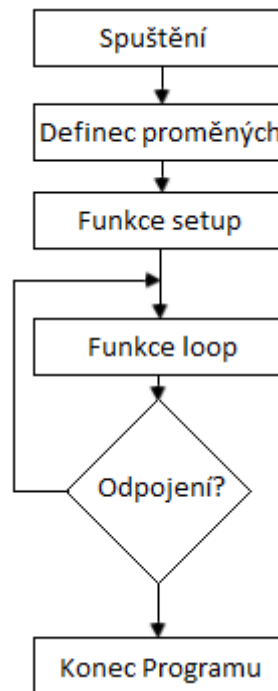 Spuštění
Definec proměných
Funkce setup
Funkce loop
Odpojení?
Konec Programu